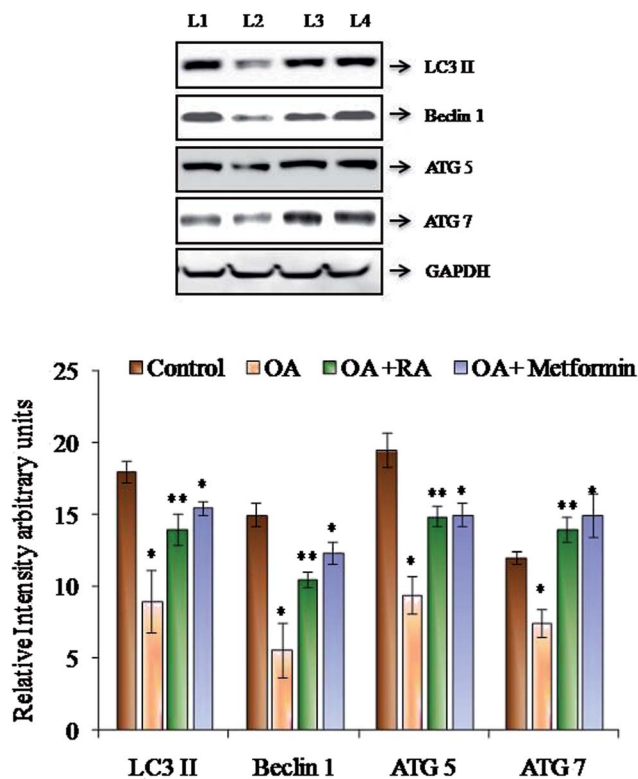 L1 L2 L3 L4
LC3 II
Beclin 1
ATG 5
ATG 7
GAPDH
Control OA OA +RA OA+ Metformin
25
20
15
10
5
0
Relative Intensity arbitrary units
* ** *
* ** *
* ** *
* ** *
LC3 II Beclin 1 ATG 5 ATG 7